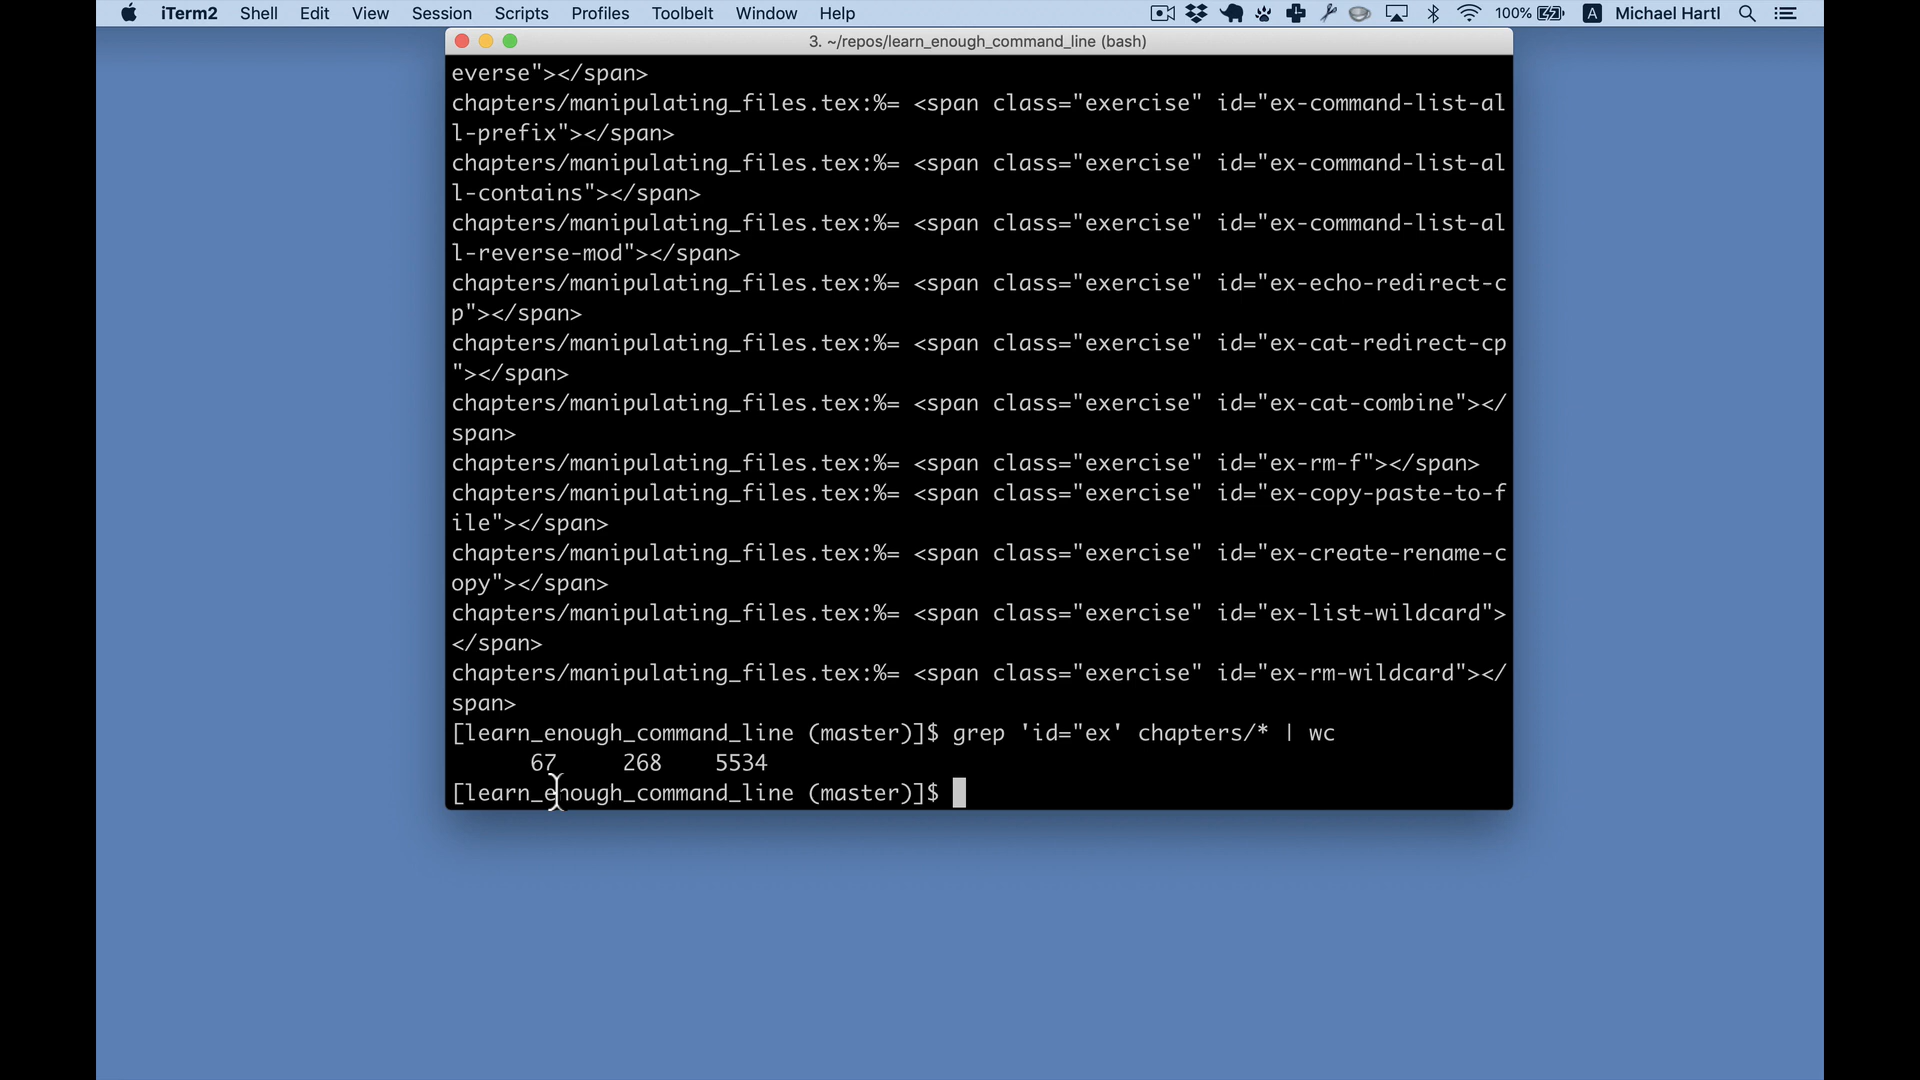 iTerm2 Shell Edit View Session Scripts Profiles Toolbelt Window Help 100% A Michael Hartl
3. ~/repos/learn_enough_command_line (bash)
everse"></span>
chapters/manipulating_files.tex:%= <span class="exercise" id="ex-command-list-al
l-prefix"></span>
chapters/manipulating_files.tex:%= <span class="exercise" id="ex-command-list-al
l-contains"></span>
chapters/manipulating_files.tex:%= <span class="exercise" id="ex-command-list-al
l-reverse-mod"></span>
chapters/manipulating_files.tex:%= <span class="exercise" id="ex-echo-redirect-c
p"></span>
chapters/manipulating_files.tex:%= <span class="exercise" id="ex-cat-redirect-cp
"></span>
chapters/manipulating_files.tex:%= <span class="exercise" id="ex-cat-combine"></
span>
chapters/manipulating_files.tex:%= <span class="exercise" id="ex-rm-f"></span>
chapters/manipulating_files.tex:%= <span class="exercise" id="ex-copy-paste-to-f
ile"></span>
chapters/manipulating_files.tex:%= <span class="exercise" id="ex-create-rename-c
opy"></span>
chapters/manipulating_files.tex:%= <span class="exercise" id="ex-list-wildcard">
</span>
chapters/manipulating_files.tex:%= <span class="exercise" id="ex-rm-wildcard"></
span>
[learn_enough_command_line (master)]$ grep 'id="ex' chapters/* | wc
67 268 5534
[learn_enough_command_line (master)]$